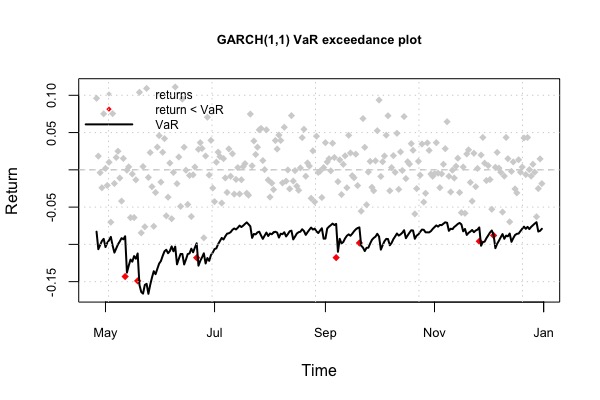 GARCH(1,1) VaR exceedance plot
returns
return < VaR
VaR
0.10
0.05
-0.05
-0.15
Return
May Jul Sep Nov Jan
Time